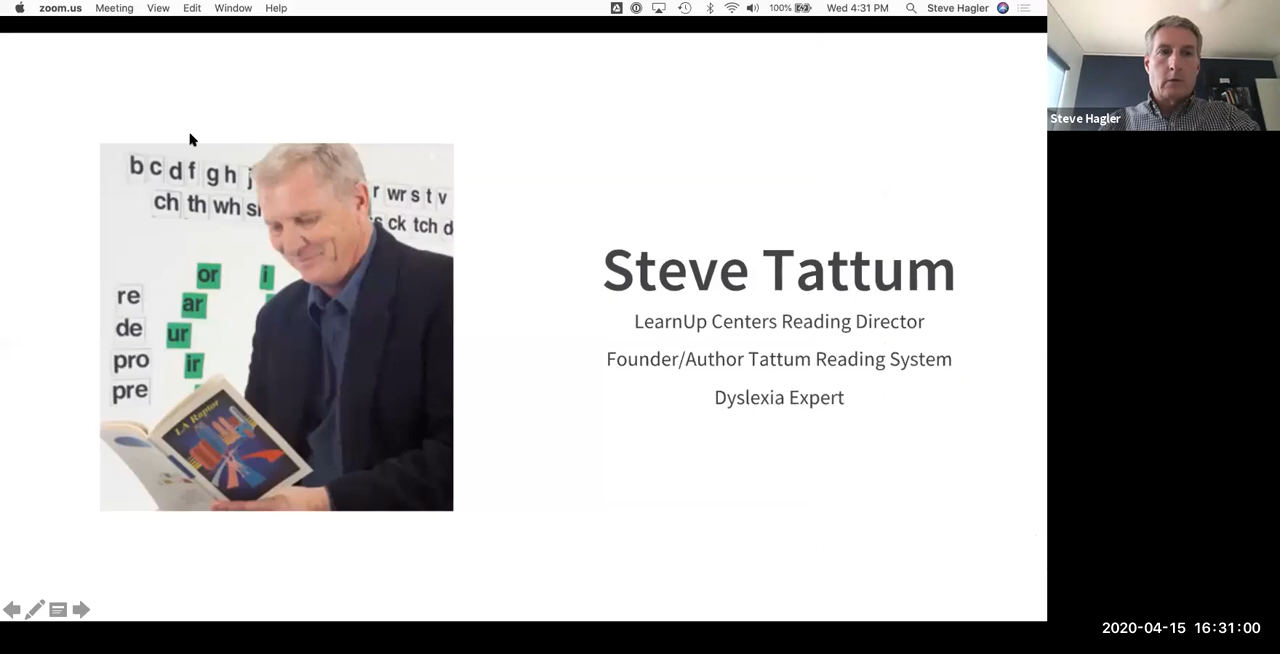 zoom.us Meeting View Edit Window Help
100% Wed 4:31 PM Steve Hagler
Steve Hagler
b c d f g h j
r wr s t v
ch th wh
ck tch d
or i
re
ar
de
ur
pro
ir
pre
LA Raptor
Steve Tattum
LearnUp Centers Reading Director
Founder/Author Tattum Reading System
Dyslexia Expert
2020-04-15 16:31:00